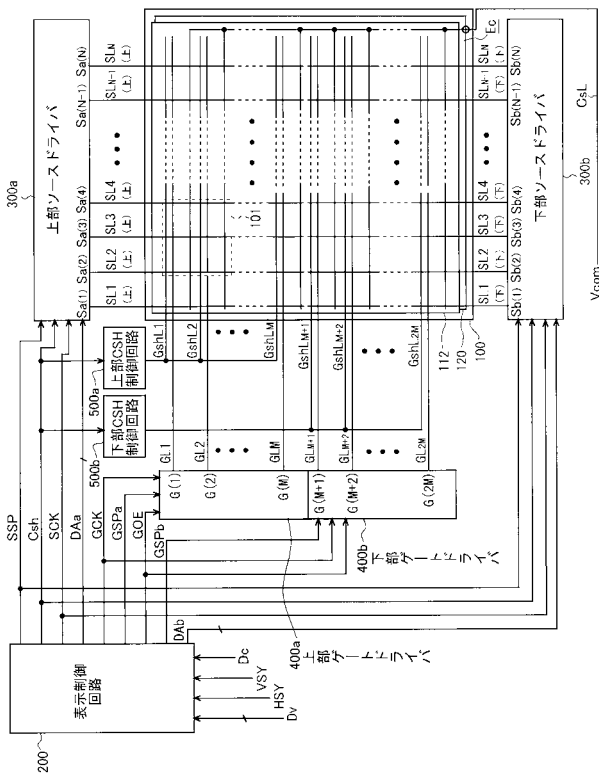 300a
上部ソースドライバ
Sa(1) Sa(2) Sa(3) Sa(4) Sa(N-1) Sa(N)
SL1 SL2 SL3 SL4 SLN-1 SLN
(上) (上) (上) (上) (上) (上)
500a
上部CSH
制御回路
500b
下部CSH
制御回路
GshL1
GshL2
GshLM
GshLM+1
GshLM+2
GshL2M
101
Ec
112
120
100
SL1 SL2 SL3 SL4 SLN-1 SLN
(下) (下) (下) (下) (下) (下)
Sb(1) Sb(2) Sb(3) Sb(4) Sb(N-1) Sb(N)
下部ソースドライバ
300b
CsL
Vcom
GL1
GL2
GLM
GLM+1
GLM+2
GL2M
G(1)
G(2)
G(M)
G(M+1)
G(M+2)
G(2M)
400a
上部ゲートドライバ
400b
下部ゲートドライバ
SSP
Csh
SCK
DAa
GCK
GSPa
GOE
GSPb
DAb
表示制御
回路
200
Dc
VSY
HSY
Dv